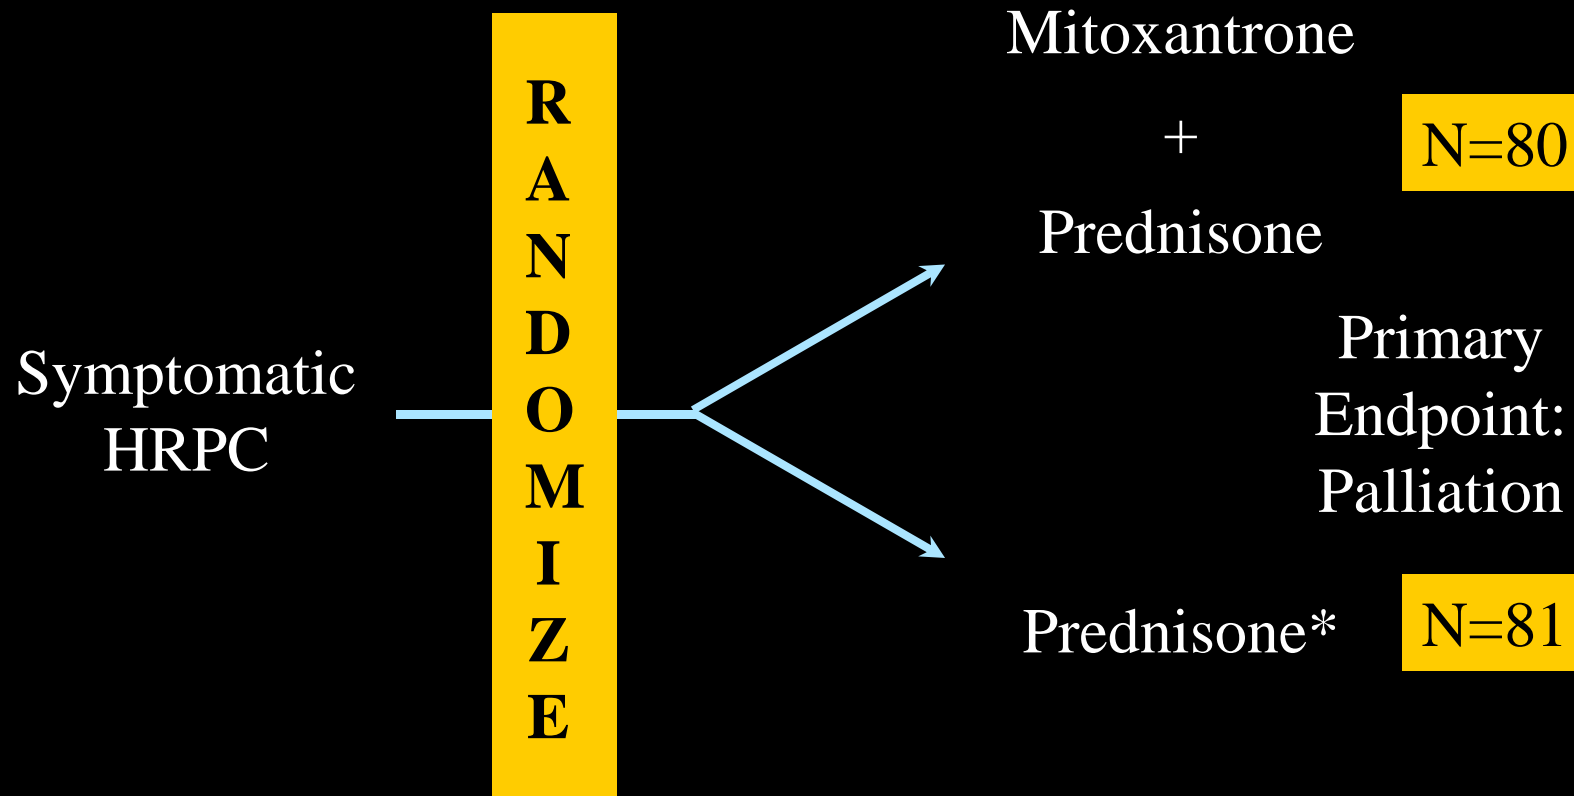 Symptomatic
HRPC
R
A
N
D
O
M
I
Z
E
Mitoxantrone
+
Prednisone
N=80
Primary
Endpoint:
Palliation
Prednisone*
N=81